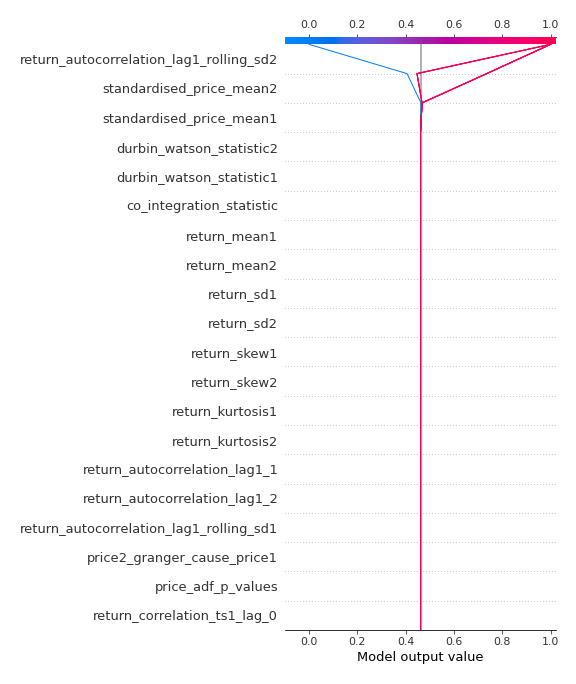 0.0 0.2 0.4 0.6 0.8 1.0
return_autocorrelation_lag1_rolling_sd2
standardised_price_mean2
standardised_price_mean1
durbin_watson_statistic2
durbin_watson_statistic1
co_integration_statistic
return_mean1
return_mean2
return_sd1
return_sd2
return_skew1
return_skew2
return_kurtosis1
return_kurtosis2
return_autocorrelation_lag1_1
return_autocorrelation_lag1_2
return_autocorrelation_lag1_rolling_sd1
price2_granger_cause_price1
price_adf_p_values
return_correlation_ts1_lag_0
0.0 0.2 0.4 0.6 0.8 1.0
Model output value